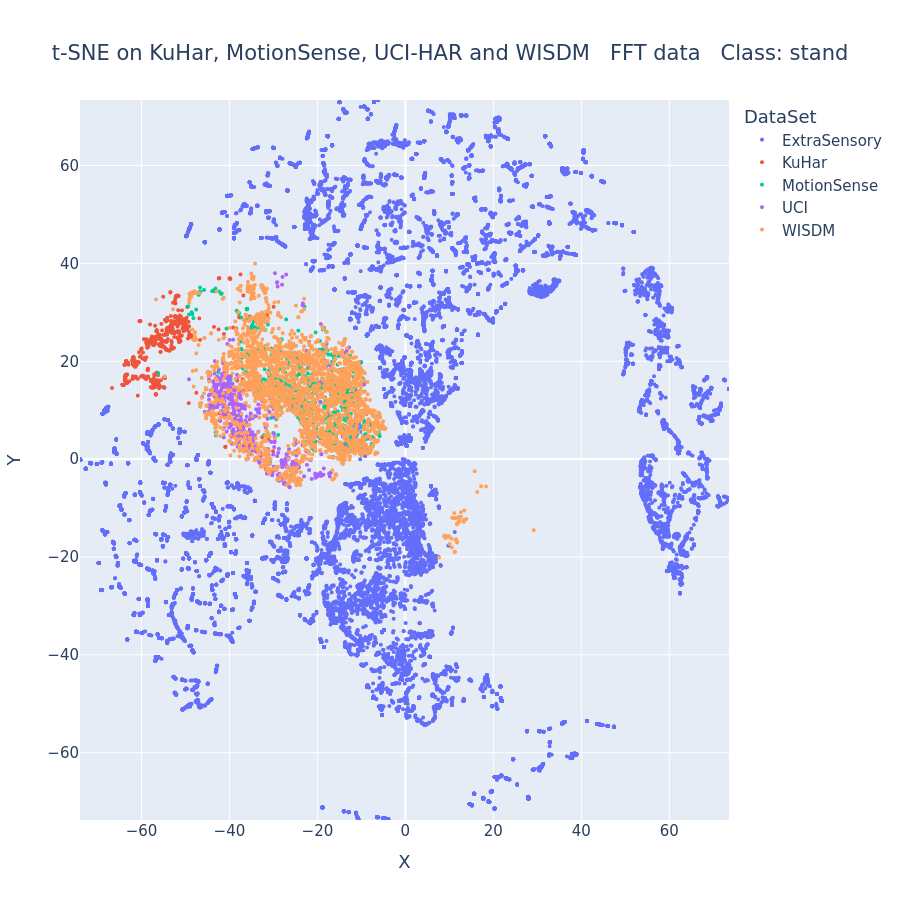 t-SNE on KuHar, MotionSense, UCI-HAR and WISDM   FFT data   Class: stand
DataSet
ExtraSensory
KuHar
MotionSense
UCI
WISDM
60
40
20
0
−20
−40
−60
Y
−60
−40
−20
0
20
40
60
X